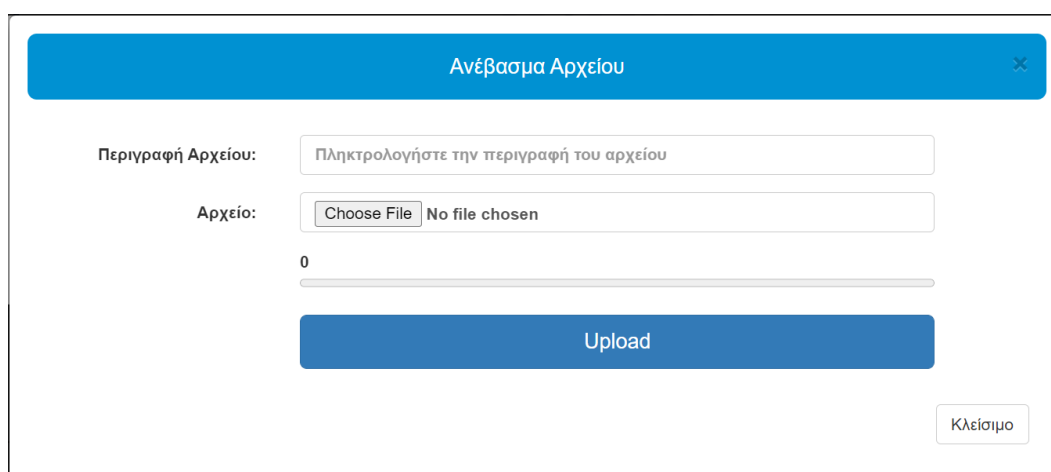 Ανέβασμα Αρχείου ×
Περιγραφή Αρχείου: Πληκτρολογήστε την περιγραφή του αρχείου
Αρχείο: Choose File No file chosen
0
Upload
Κλείσιμο